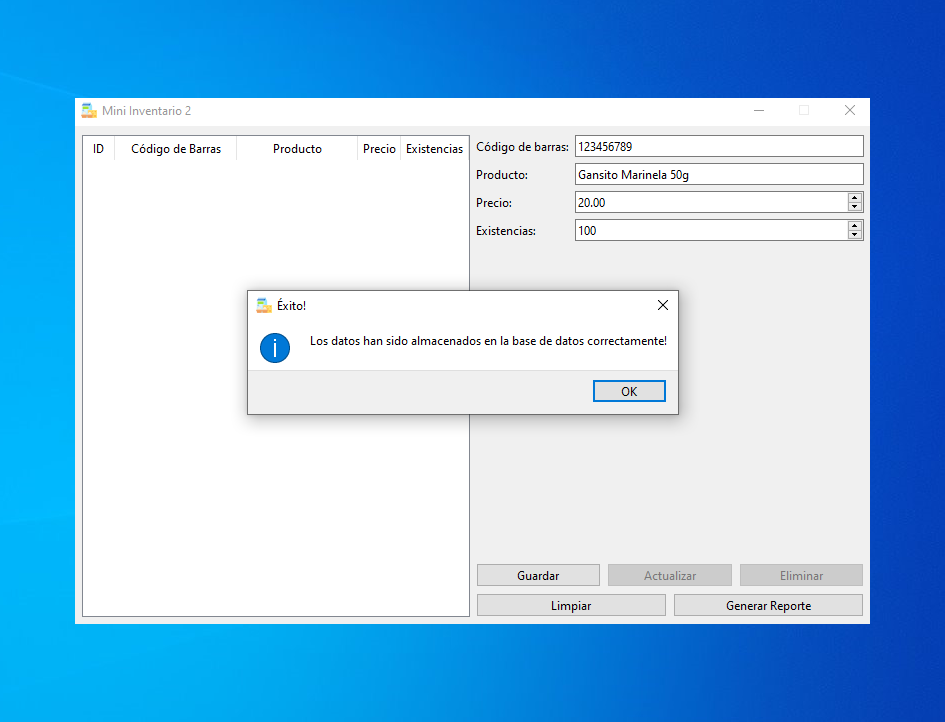 Mini Inventario 2
ID Código de Barras Producto Precio Existencias
Código de barras: 123456789
Producto: Gansito Marinela 50g
Precio: 20.00
Existencias: 100
Éxito!
Los datos han sido almacenados en la base de datos correctamente!
OK
Guardar Actualizar Eliminar
Limpiar Generar Reporte